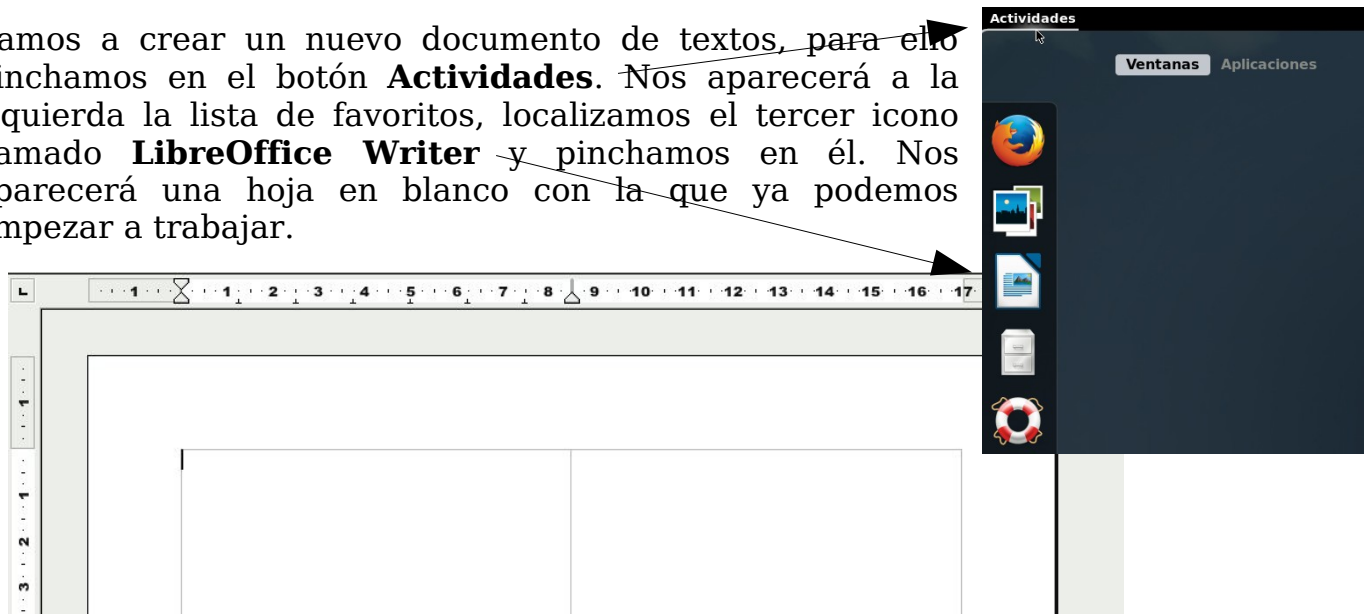 amos a crear un nuevo documento de textos, para ello
inchamos en el botón Actividades. Nos aparecerá a la
quierda la lista de favoritos, localizamos el tercer icono
amado LibreOffice Writer y pinchamos en él. Nos
parecerá una hoja en blanco con la que ya podemos
mpezar a trabajar.
Actividades
Ventanas Aplicaciones
1 1 2 3 4 5 6 7 8 9 10 11 12 13 14 15 16 17
1
1
2
3